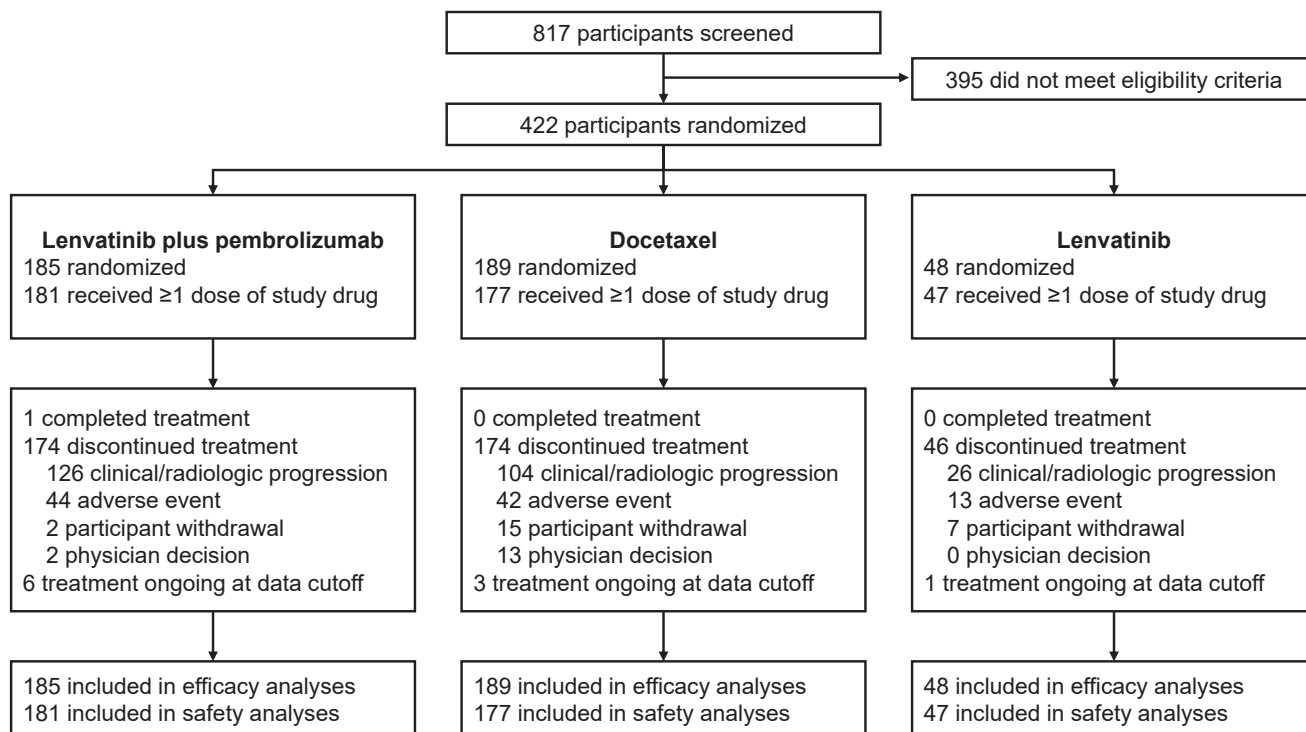 817 participants screened
395 did not meet eligibility criteria
422 participants randomized
Lenvatinib plus pembrolizumab
185 randomized
181 received ≥1 dose of study drug
Docetaxel
189 randomized
177 received ≥1 dose of study drug
Lenvatinib
48 randomized
47 received ≥1 dose of study drug
1 completed treatment
174 discontinued treatment
126 clinical/radiologic progression
44 adverse event
2 participant withdrawal
2 physician decision
6 treatment ongoing at data cutoff
0 completed treatment
174 discontinued treatment
104 clinical/radiologic progression
42 adverse event
15 participant withdrawal
13 physician decision
3 treatment ongoing at data cutoff
0 completed treatment
46 discontinued treatment
26 clinical/radiologic progression
13 adverse event
7 participant withdrawal
0 physician decision
1 treatment ongoing at data cutoff
185 included in efficacy analyses
181 included in safety analyses
189 included in efficacy analyses
177 included in safety analyses
48 included in efficacy analyses
47 included in safety analyses